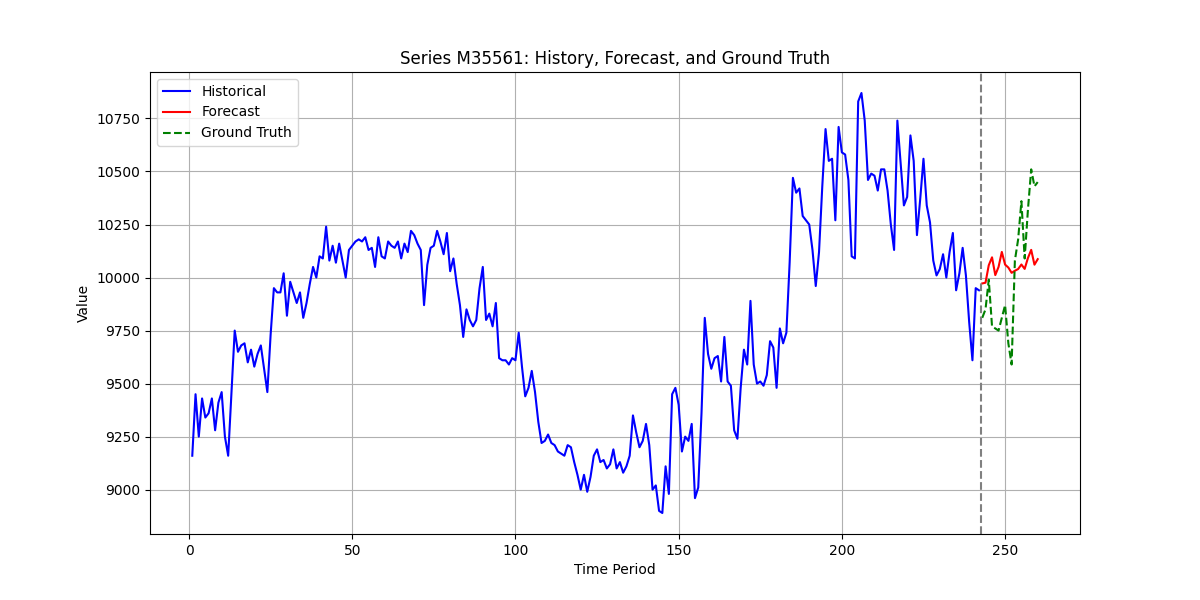 Series M35561: History, Forecast, and Ground Truth
Historical
Forecast
Ground Truth
10750
10500
10250
10000
9750
9500
9250
9000
Value
0 50 100 150 200 250
Time Period